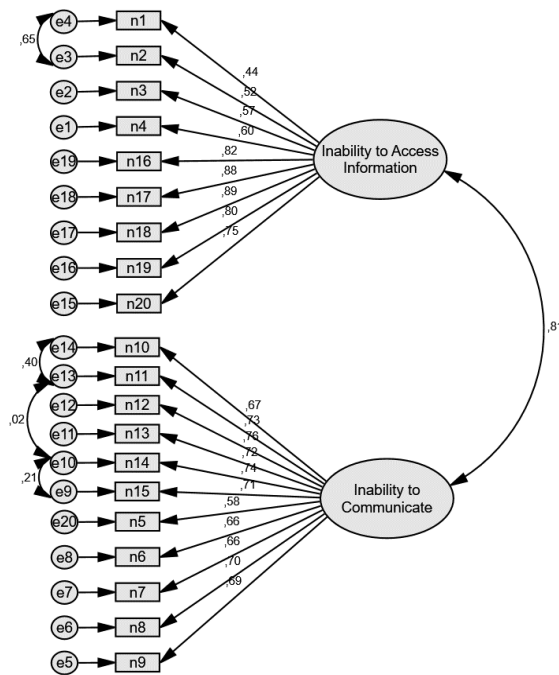 e4 n1
,65
e3 n2
,44
e2 n3
,52
,57
e1 n4
,60
Inability to Access
Information
e19 n16
,82
e18 n17
,88
e17 n18
,89
e16 n19
,80
e15 n20
,75
,81
e14 n10
,40
e13 n11
e12 n12
,67
,02
e11 n13
,73
,76
e10 n14
,72
,74
,21
e9 n15
,71
Inability to
Communicate
e20 n5
,58
e8 n6
,66
e7 n7
,66
e6 n8
,70
e5 n9
,69